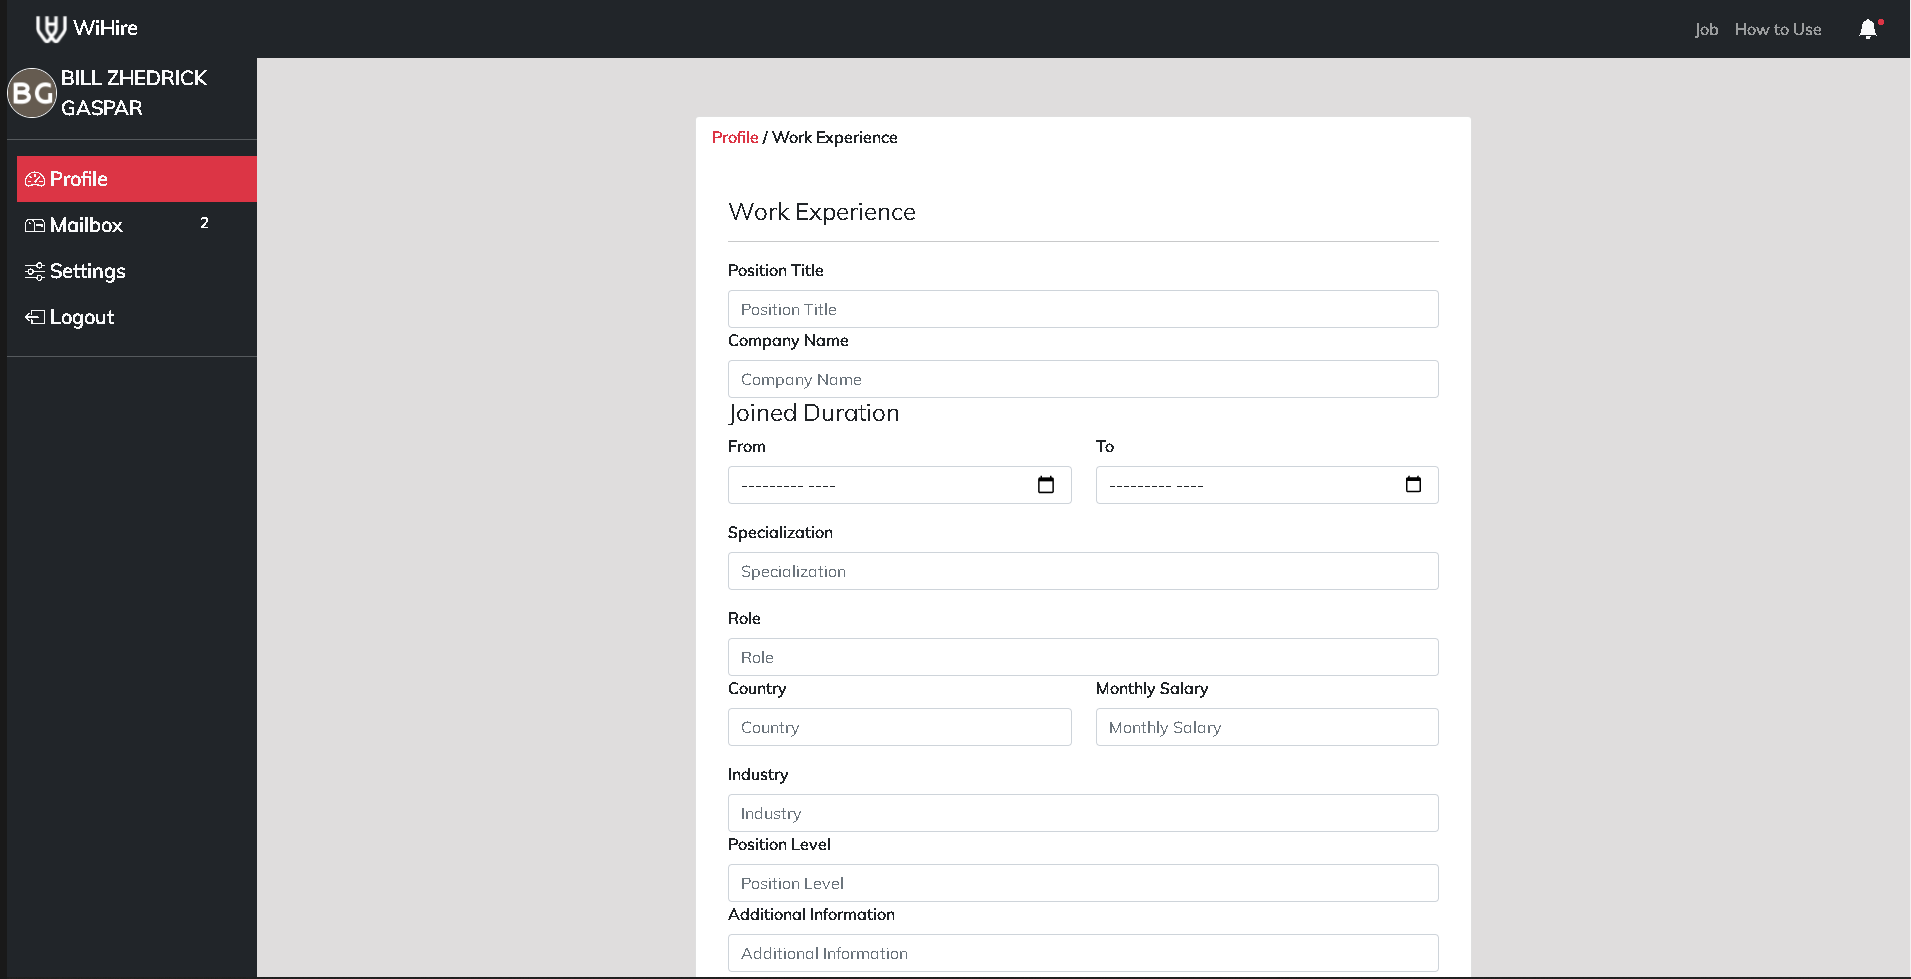 WiHire
Job How to Use
BG
BILL ZHEDRICK
GASPAR
Profile
Mailbox 2
Settings
Logout
Profile / Work Experience
Work Experience
Position Title
Position Title
Company Name
Company Name
Joined Duration
From To
--------- ---- --------- ----
Specialization
Specialization
Role
Role
Country Monthly Salary
Country Monthly Salary
Industry
Industry
Position Level
Position Level
Additional Information
Additional Information